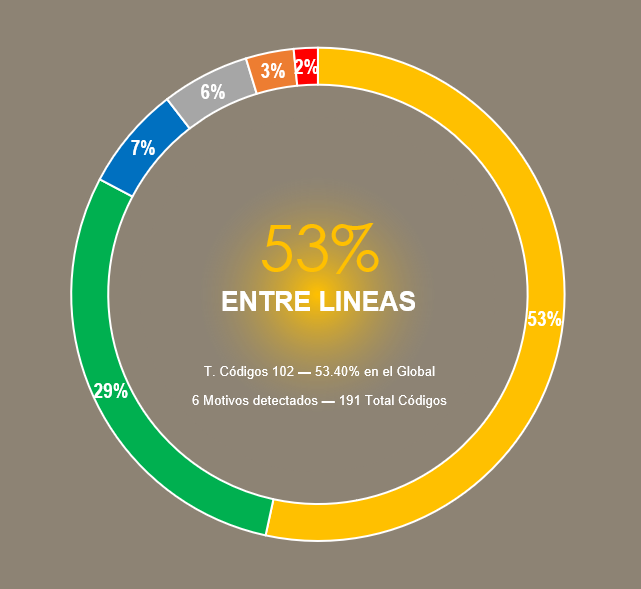 2%
3%
6%
7%
53%
ENTRE LINEAS
53%
T. Códigos 102 — 53.40% en el Global
29%
6 Motivos detectados — 191 Total Códigos